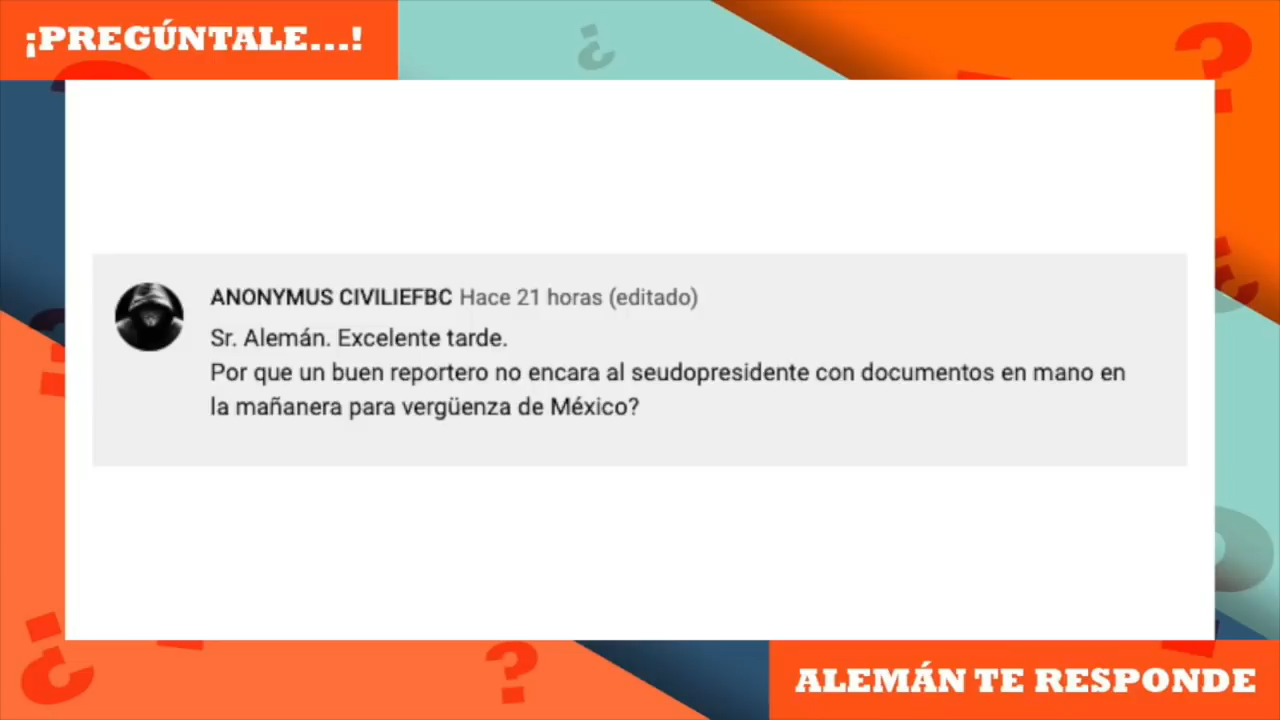 ¡PREGÚNTALE...!
ANONYMUS CIVILIEFBC Hace 21 horas (editado)
Sr. Alemán. Excelente tarde.
Por que un buen reportero no encara al seudopresidente con documentos en mano en
la mañanera para vergüenza de México?
ALEMÁN TE RESPONDE